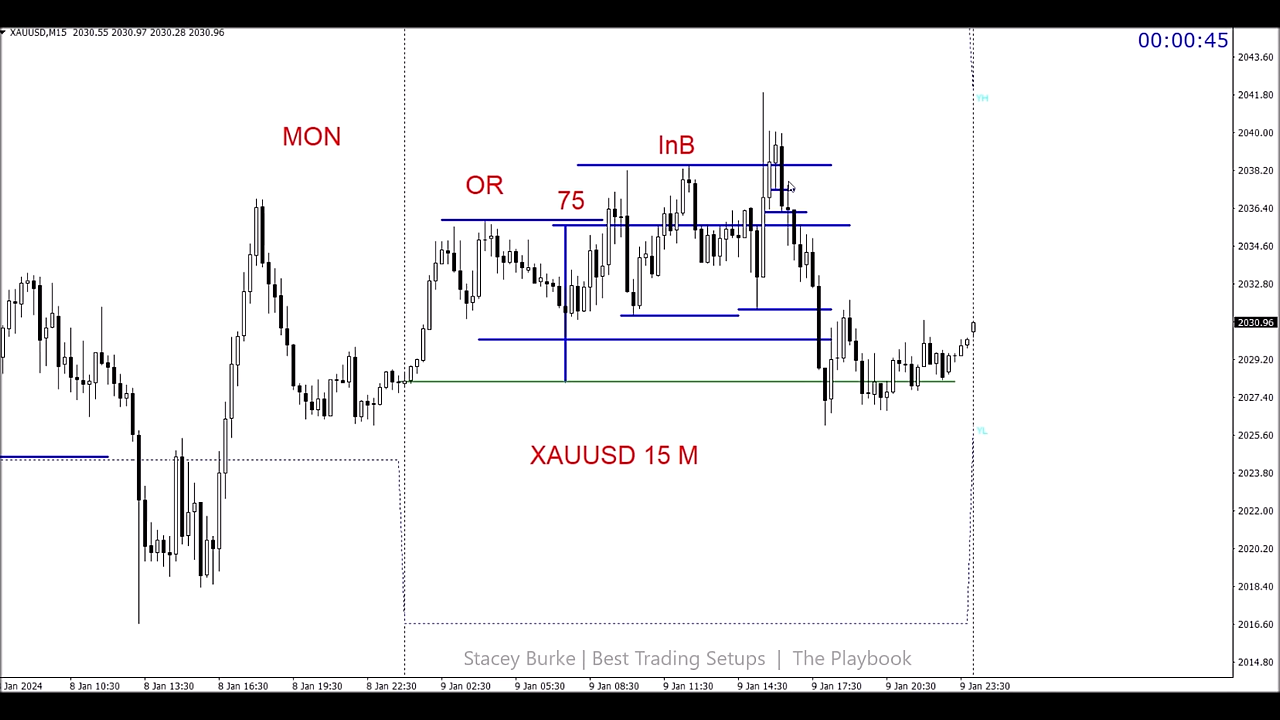 XAUUSD,M15 2030.55 2030.97 2030.28 2030.96
00:00:45
2043.60
YH
2041.80
MON
InB
2040.00
OR
75
2038.20
2036.40
2034.60
2032.80
2030.96
2029.20
2027.40
YL
2025.60
XAUUSD 15 M
2023.80
2022.00
2020.20
2018.40
2016.60
Stacey Burke | Best Trading Setups | The Playbook
2014.80
Jan 2024 8 Jan 10:30 8 Jan 13:30 8 Jan 16:30 8 Jan 19:30 8 Jan 22:30 9 Jan 02:30 9 Jan 05:30 9 Jan 08:30 9 Jan 11:30 9 Jan 14:30 9 Jan 17:30 9 Jan 20:30 9 Jan 23:30